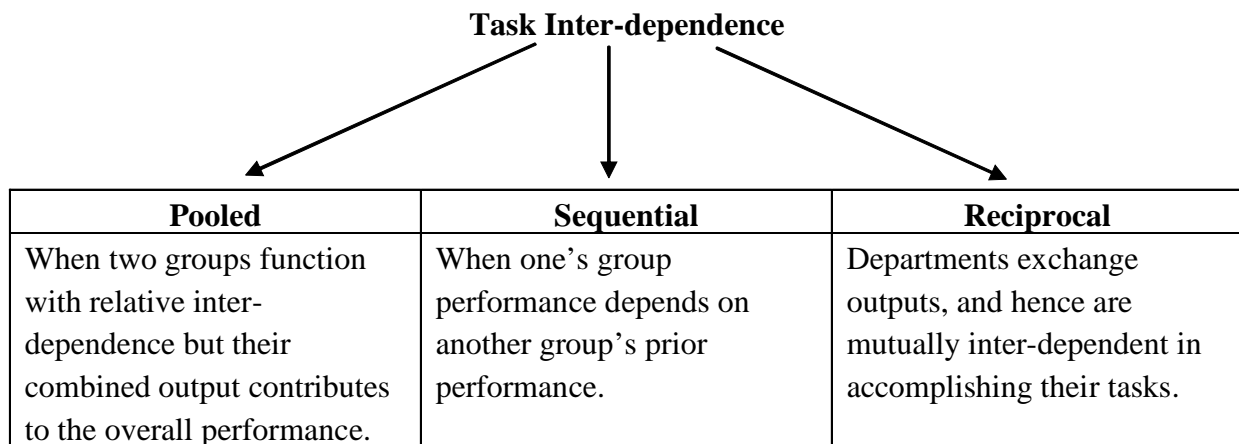 Task Inter-dependence
Pooled
When two groups function
with relative inter-
dependence but their
combined output contributes
to the overall performance.
Sequential
When one’s group
performance depends on
another group’s prior
performance.
Reciprocal
Departments exchange
outputs, and hence are
mutually inter-dependent in
accomplishing their tasks.